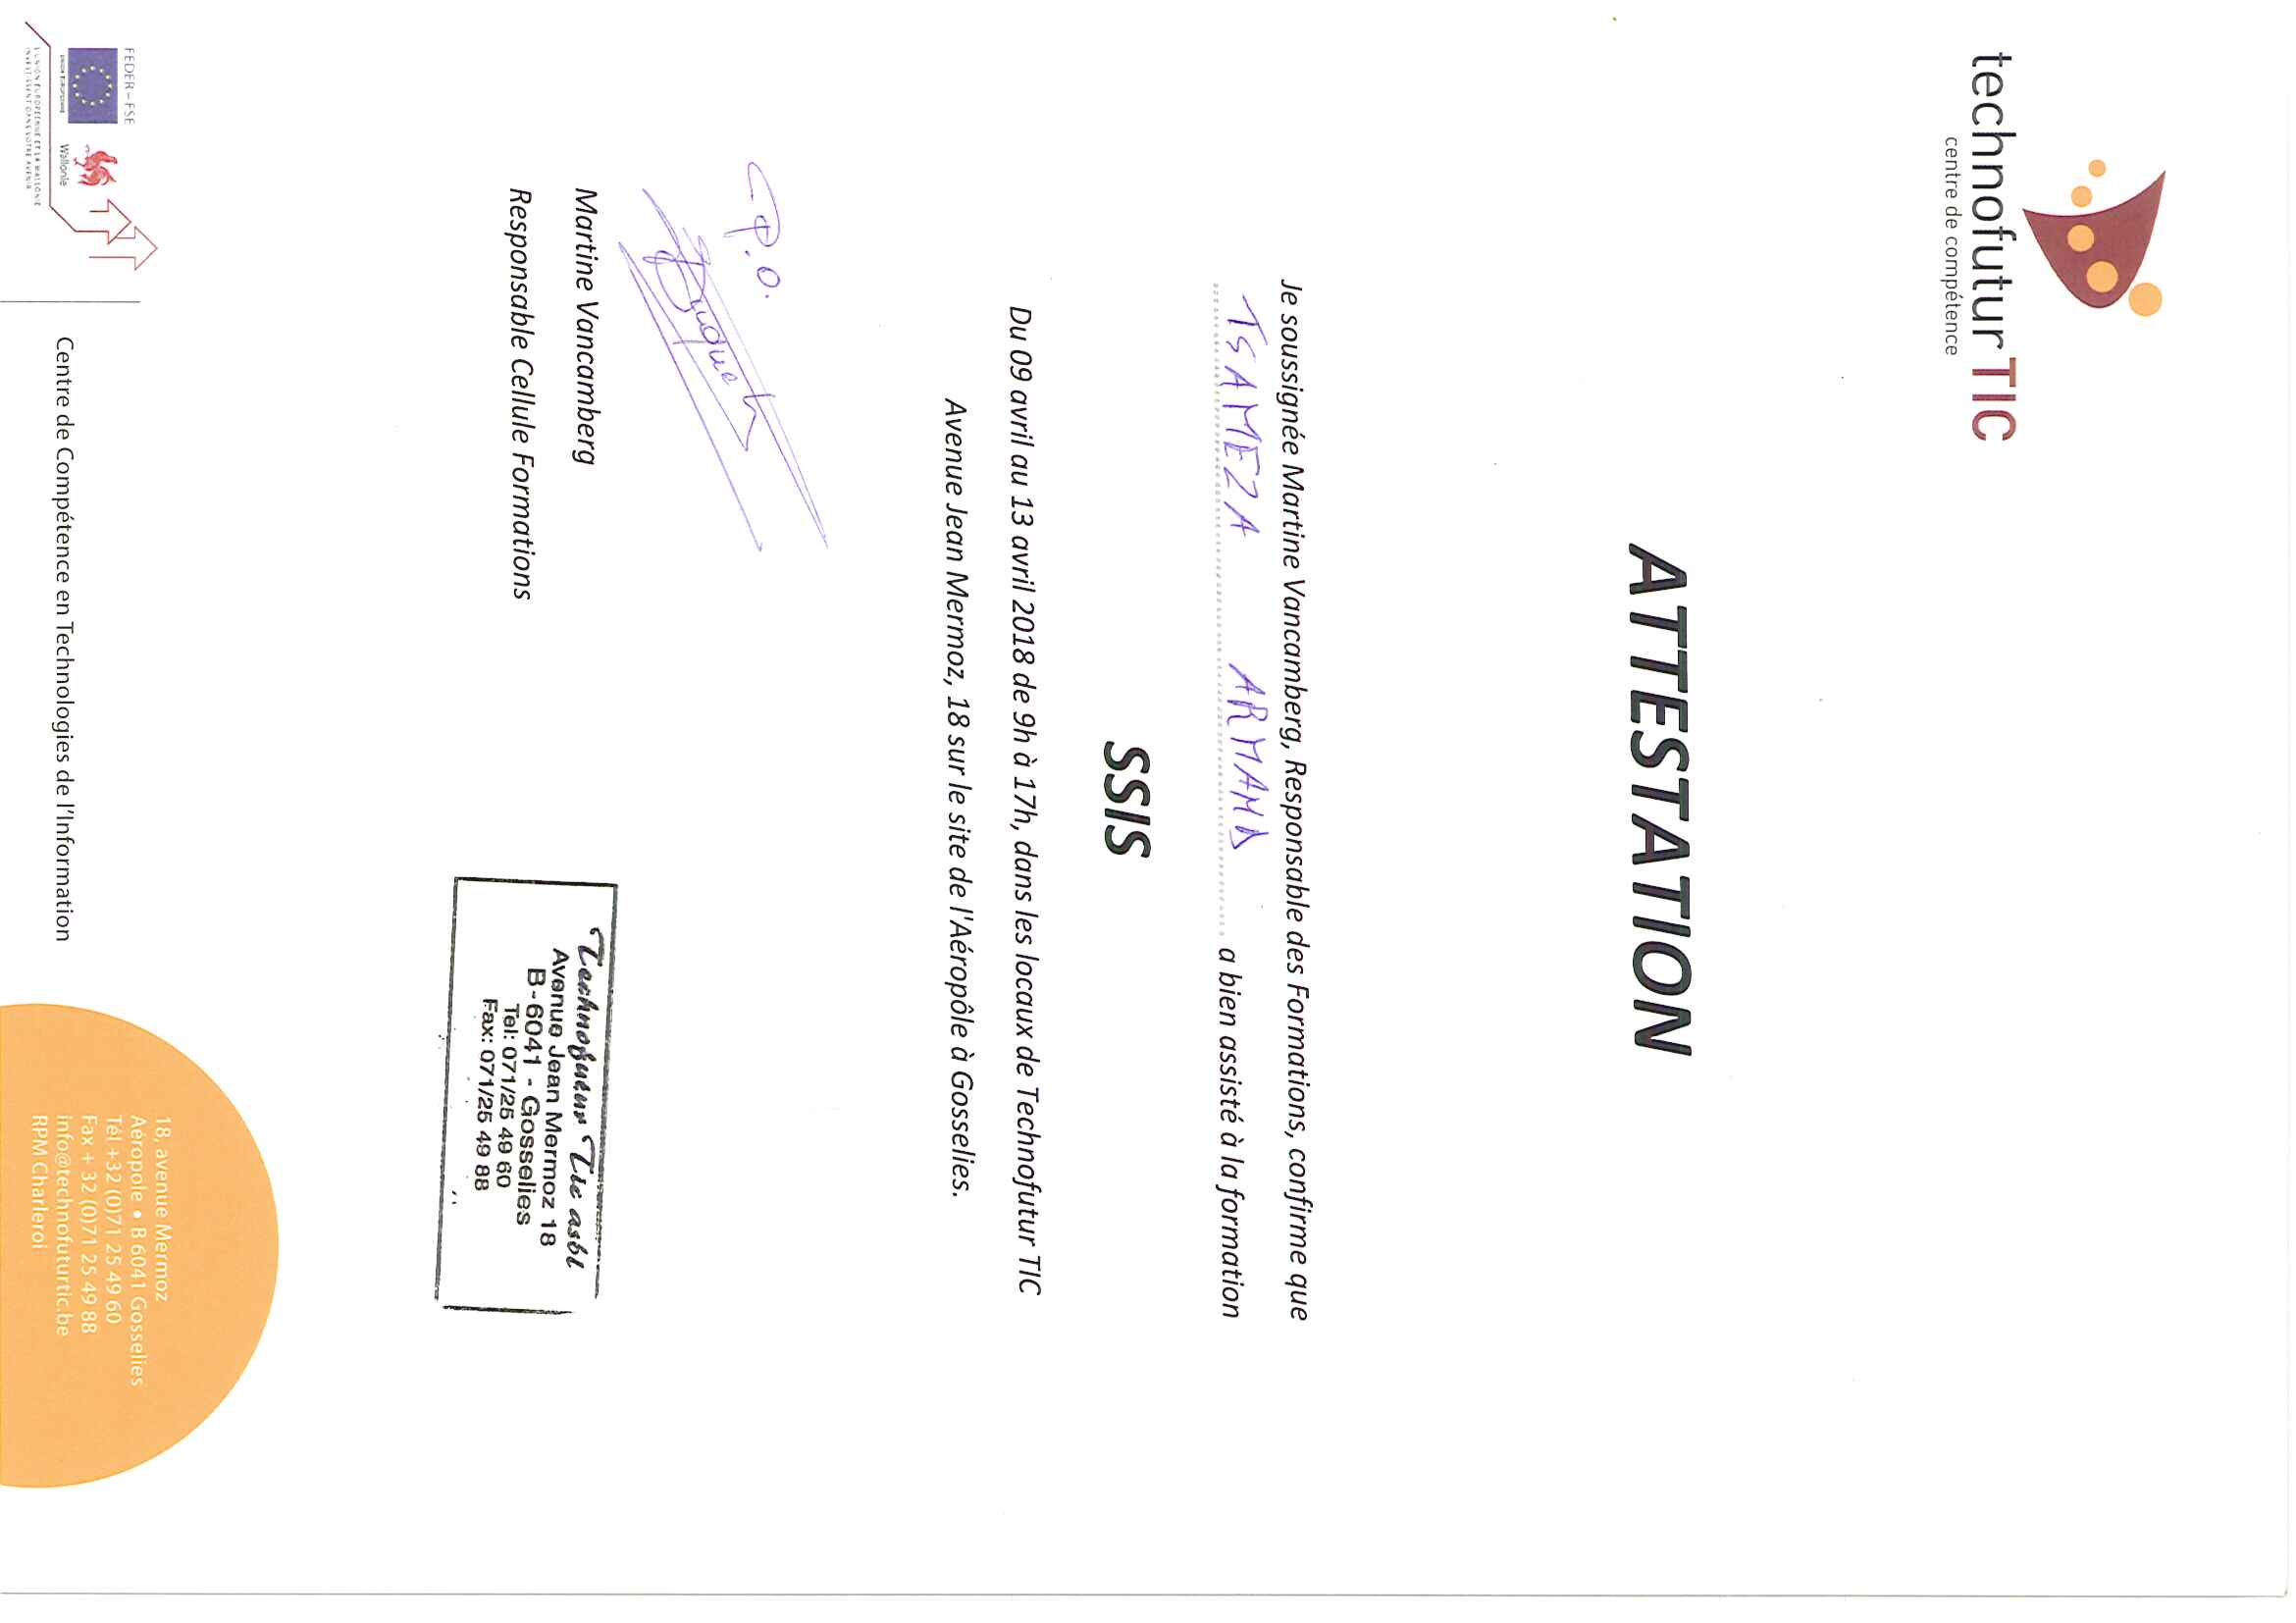 technofutur TIC
centre de compétence
ATTESTATION
Je soussignée Martine Vancamberg, Responsable des Formations, confirme que
TSAMEZA ARMAND a bien assisté à la formation
SSIS
Du 09 avril au 13 avril 2018 de 9h à 17h, dans les locaux de Technofutur TIC
Avenue Jean Mermoz, 18 sur le site de l'Aéropôle à Gosselies.
P.O.
Martine Vancamberg
Responsable Cellule Formations
Technofutur Tic asbl
Avenue Jean Mermoz 18
B-6041 - Gosselies
Tel: 071/25 49 60
Fax: 071/25 49 88
FEDER – FSE
UNION EUROPEENNE
Wallonie
L'UNION EUROPEENNE ET LA WALLONIE
INVESTISSENT DANS VOTRE AVENIR
Centre de Compétence en Technologies de l'Information
18, avenue Mermoz
Aéropole • B 6041 Gosselies
Tél +32 (0)71 25 49 60
Fax + 32 (0)71 25 49 88
info@technofuturtic.be
RPM Charleroi